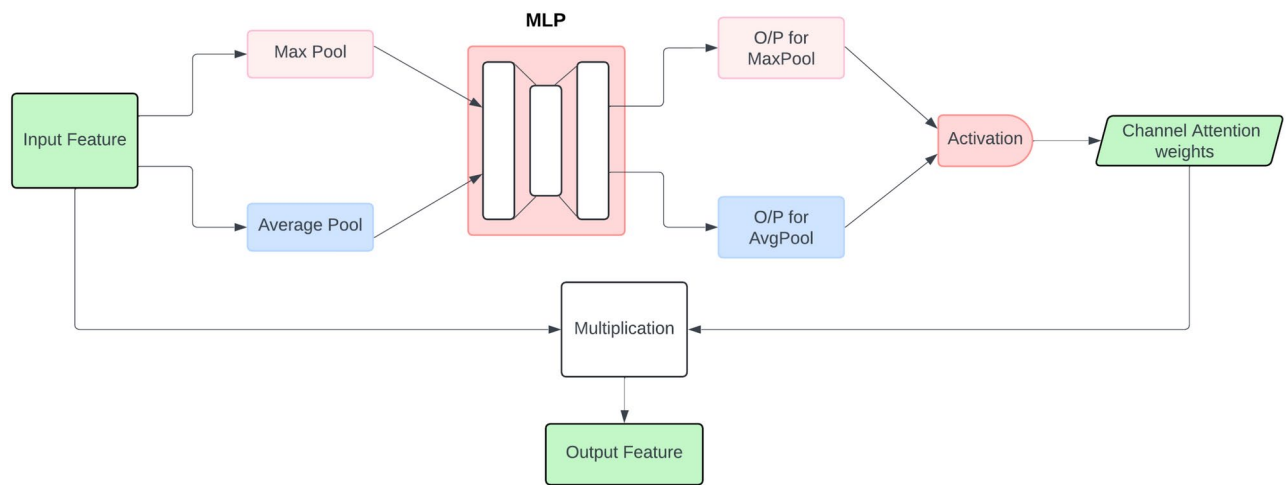 MLP
Max Pool
O/P for
MaxPool
Input Feature
Activation
Channel Attention
weights
Average Pool
O/P for
AvgPool
Multiplication
Output Feature